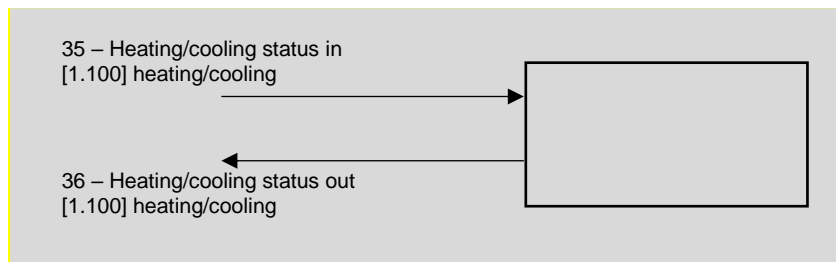 35 – Heating/cooling status in
[1.100] heating/cooling
36 – Heating/cooling status out
[1.100] heating/cooling